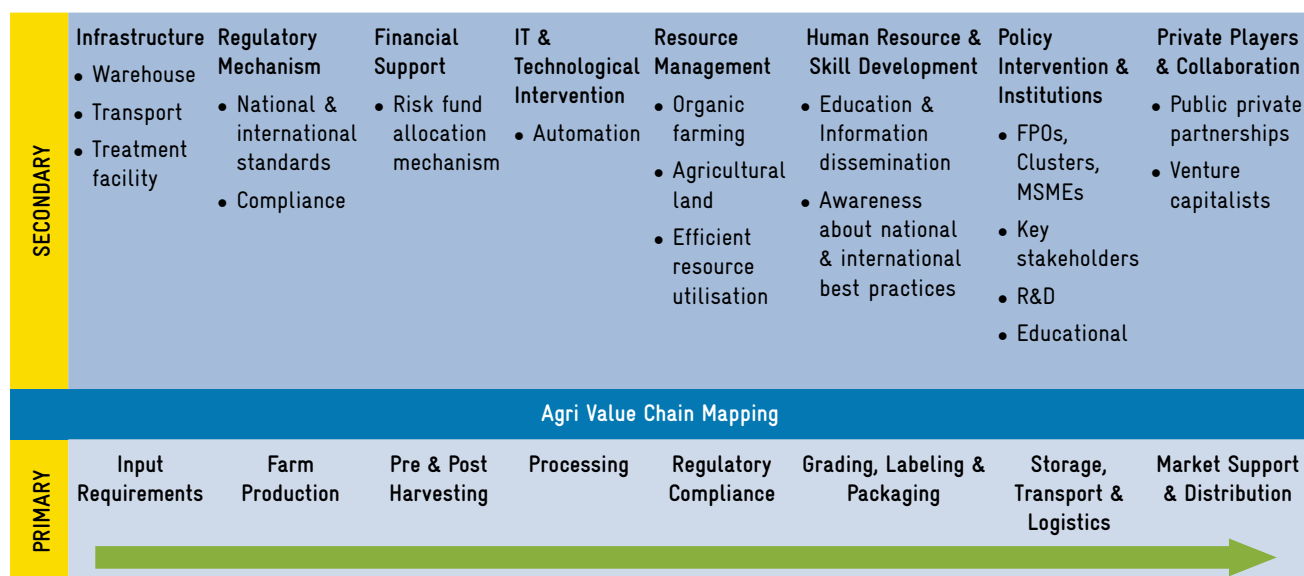 SECONDARY
Infrastructure
• Warehouse
• Transport
• Treatment
facility
Regulatory
Mechanism
• National &
international
standards
• Compliance
Financial
Support
• Risk fund
allocation
mechanism
IT &
Technological
Intervention
• Automation
Resource
Management
• Organic
farming
• Agricultural
land
• Efficient
resource
utilisation
Human Resource &
Skill Development
• Education &
Information
dissemination
• Awareness
about national
& international
best practices
Policy
Intervention &
Institutions
• FPOs,
Clusters,
MSMEs
• Key
stakeholders
• R&D
• Educational
Private Players
& Collaboration
• Public private
partnerships
• Venture
capitalists
Agri Value Chain Mapping
PRIMARY
Input
Requirements
Farm
Production
Pre & Post
Harvesting
Processing
Regulatory
Compliance
Grading, Labeling &
Packaging
Storage,
Transport &
Logistics
Market Support
& Distribution